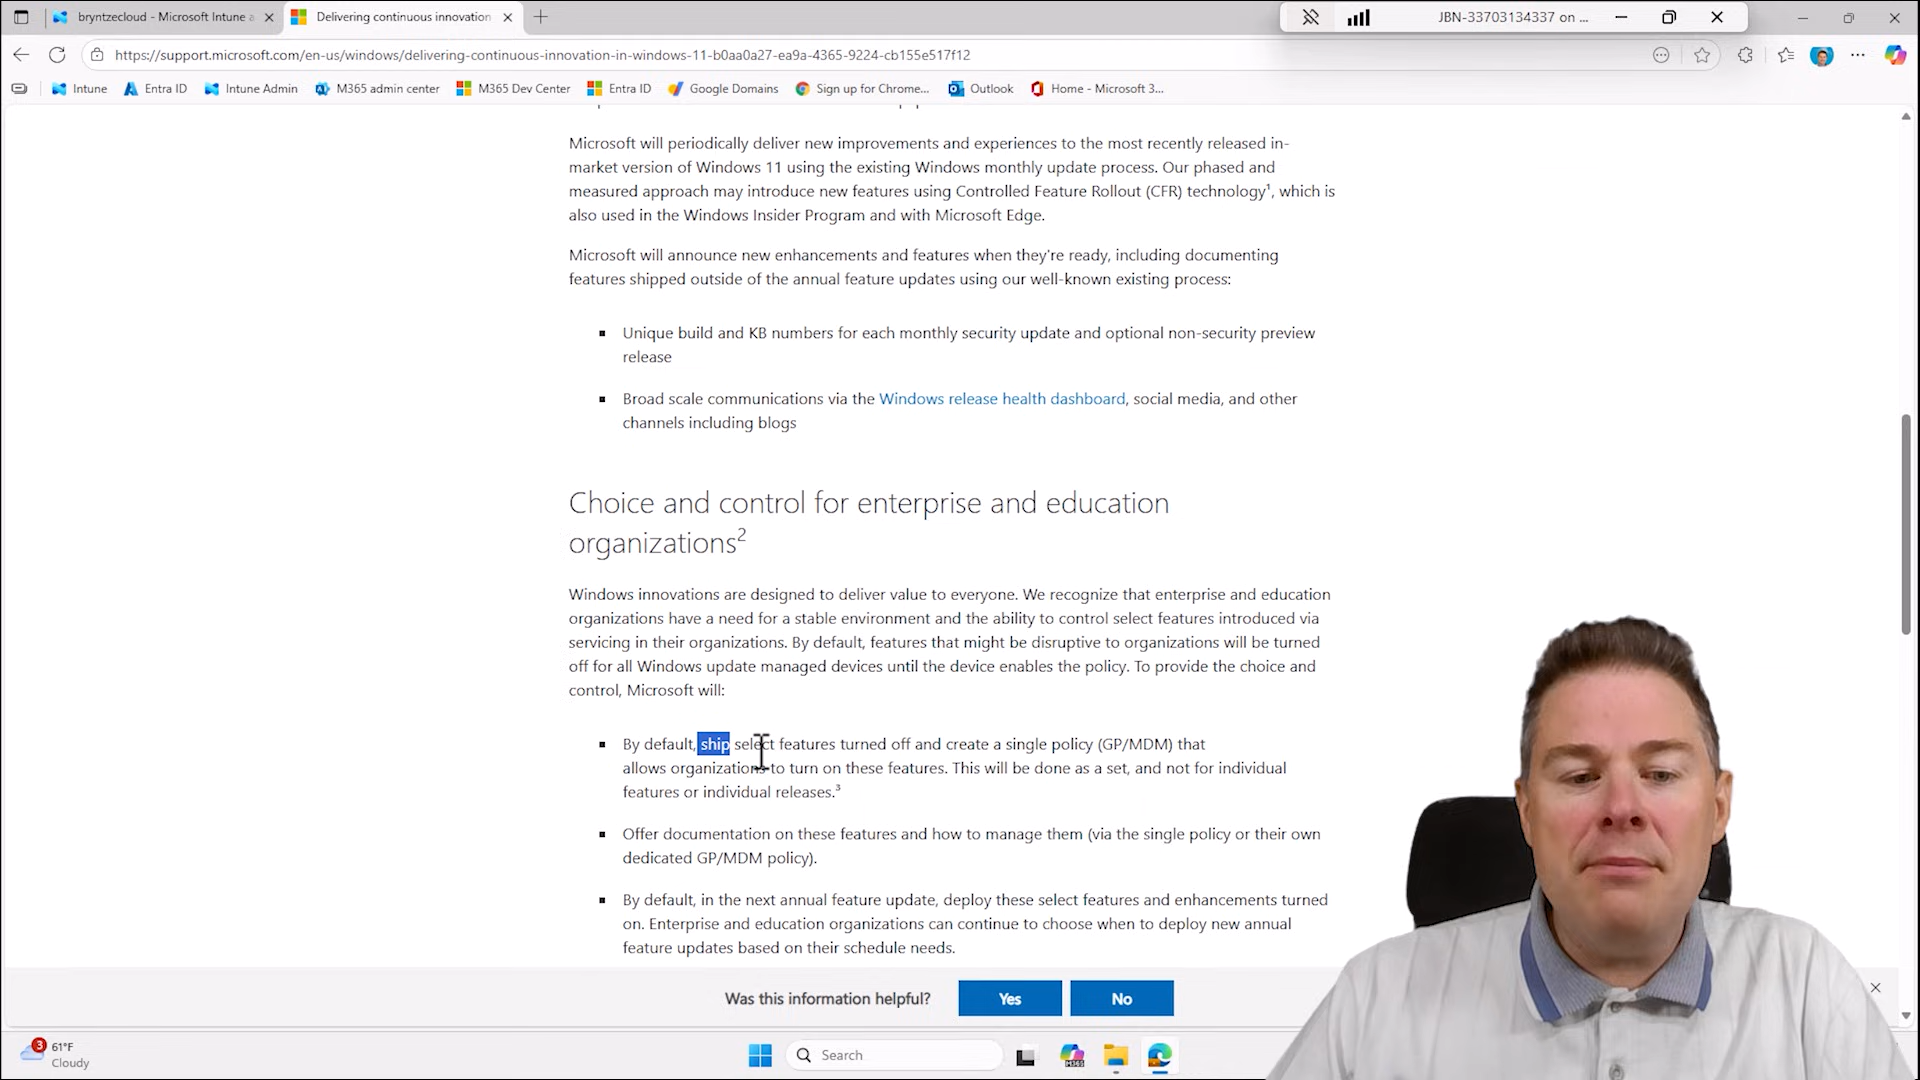 bryntzecloud - Microsoft Intune a
Delivering continuous innovation
JBN-33703134337 on ...
https://support.microsoft.com/en-us/windows/delivering-continuous-innovation-in-windows-11-b0aa0a27-ea9a-4365-9224-cb155e517f12
Intune
Entra ID
Intune Admin
M365 admin center
M365 Dev Center
Entra ID
Google Domains
Sign up for Chrome...
Outlook
Home - Microsoft 3...
Microsoft will periodically deliver new improvements and experiences to the most recently released in-
market version of Windows 11 using the existing Windows monthly update process. Our phased and
measured approach may introduce new features using Controlled Feature Rollout (CFR) technology¹, which is
also used in the Windows Insider Program and with Microsoft Edge.
Microsoft will announce new enhancements and features when they're ready, including documenting
features shipped outside of the annual feature updates using our well-known existing process:
Unique build and KB numbers for each monthly security update and optional non-security preview
release
Broad scale communications via the Windows release health dashboard, social media, and other
channels including blogs
Choice and control for enterprise and education
organizations²
Windows innovations are designed to deliver value to everyone. We recognize that enterprise and education
organizations have a need for a stable environment and the ability to control select features introduced via
servicing in their organizations. By default, features that might be disruptive to organizations will be turned
off for all Windows update managed devices until the device enables the policy. To provide the choice and
control, Microsoft will:
By default, ship select features turned off and create a single policy (GP/MDM) that
allows organizations to turn on these features. This will be done as a set, and not for individual
features or individual releases.³
Offer documentation on these features and how to manage them (via the single policy or their own
dedicated GP/MDM policy).
By default, in the next annual feature update, deploy these select features and enhancements turned
on. Enterprise and education organizations can continue to choose when to deploy new annual
feature updates based on their schedule needs.
Was this information helpful?
Yes
No
3
61°F
Cloudy
Search
M365